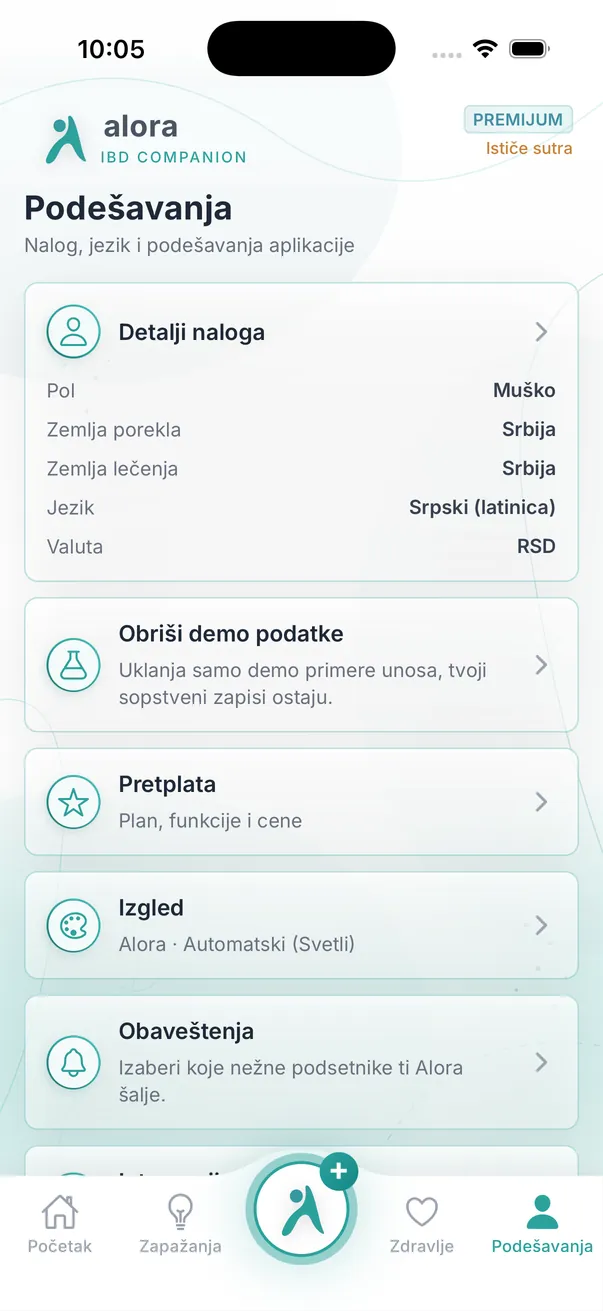 10:05
alora
IBD COMPANION
PREMIJUM
Ističe sutra
Podešavanja
Nalog, jezik i podešavanja aplikacije
Detalji naloga
Pol Muško
Zemlja porekla Srbija
Zemlja lečenja Srbija
Jezik Srpski (latinica)
Valuta RSD
Obriši demo podatke
Uklanja samo demo primere unosa, tvoji
sopstveni zapisi ostaju.
Pretplata
Plan, funkcije i cene
Izgled
Alora · Automatski (Svetli)
Obaveštenja
Izaberi koje nežne podsetnike ti Alora
šalje.
Početak
Zapažanja
Zdravlje
Podešavanja